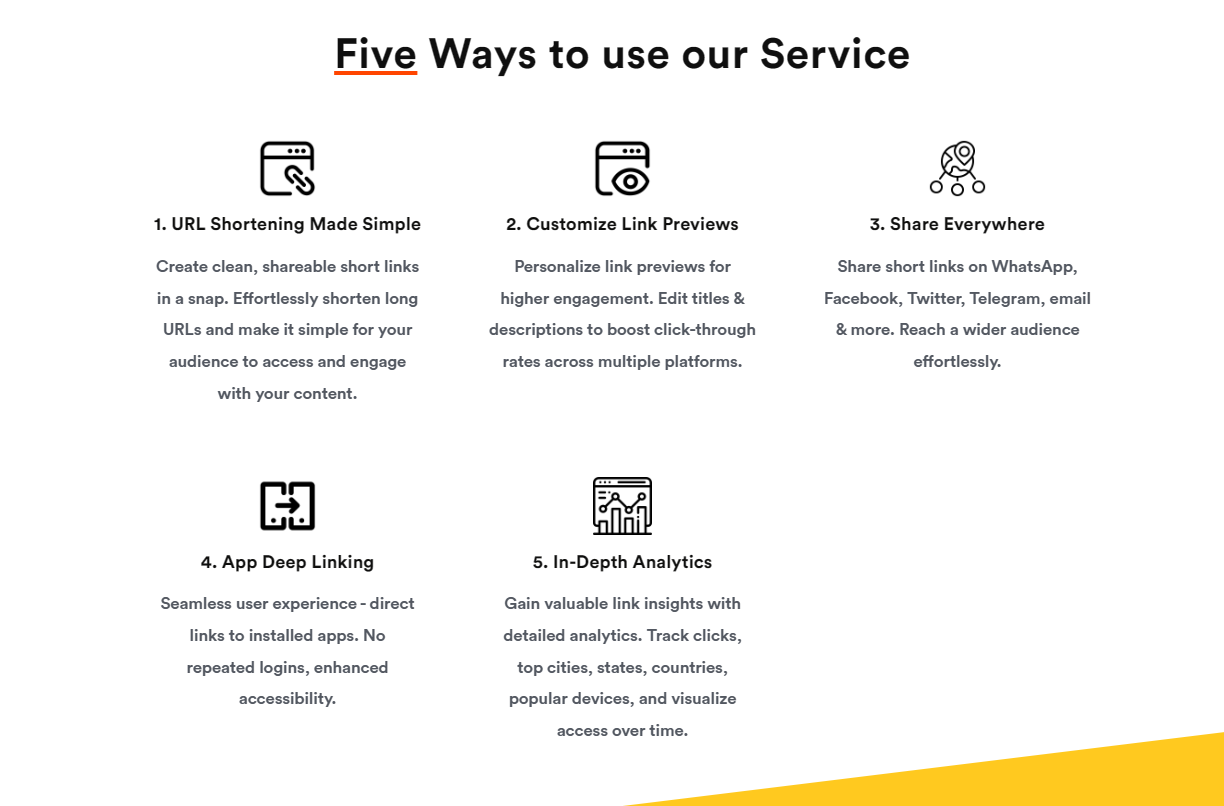 Five Ways to use our Service
1. URL Shortening Made Simple
Create clean, shareable short links
in a snap. Effortlessly shorten long
URLs and make it simple for your
audience to access and engage
with your content.
2. Customize Link Previews
Personalize link previews for
higher engagement. Edit titles &
descriptions to boost click-through
rates across multiple platforms.
3. Share Everywhere
Share short links on WhatsApp,
Facebook, Twitter, Telegram, email
& more. Reach a wider audience
effortlessly.
4. App Deep Linking
Seamless user experience - direct
links to installed apps. No
repeated logins, enhanced
accessibility.
5. In-Depth Analytics
Gain valuable link insights with
detailed analytics. Track clicks,
top cities, states, countries,
popular devices, and visualize
access over time.